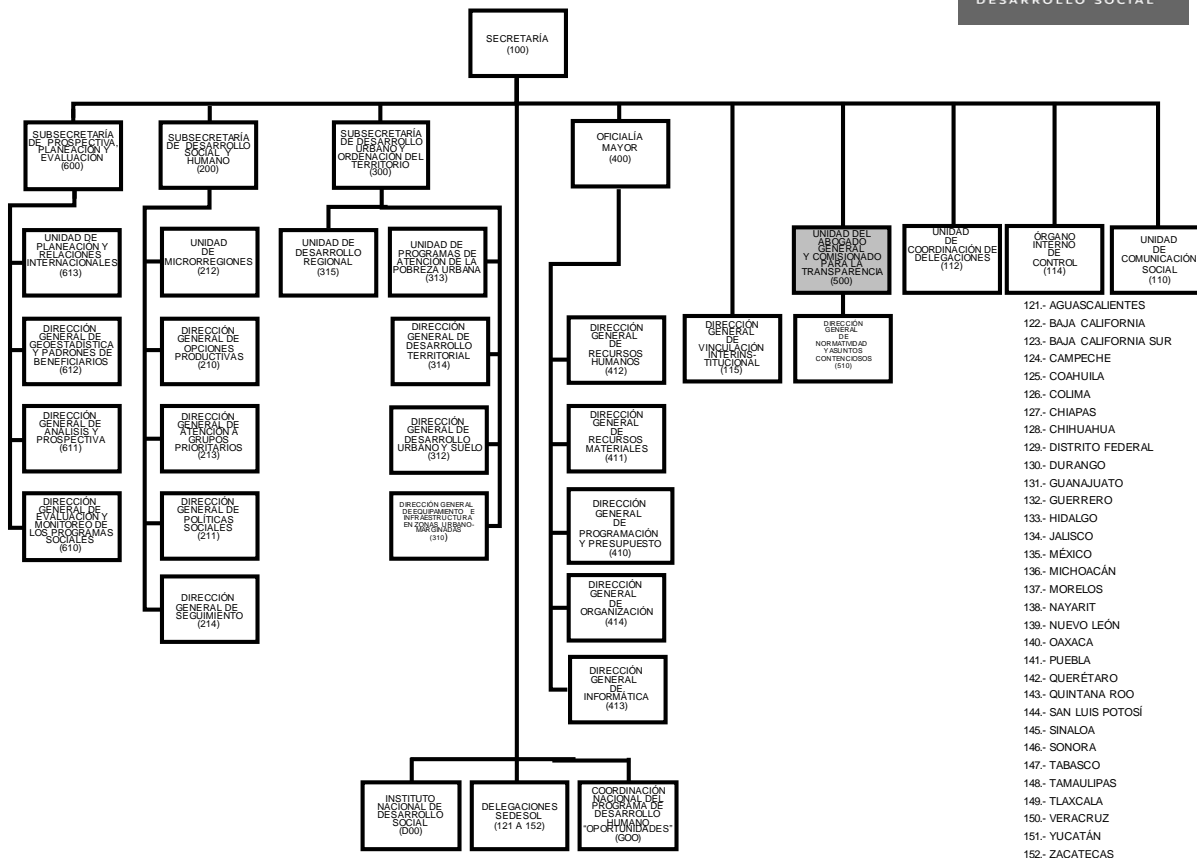 DESARROLLO SOCIAL
SECRETARÍA
(100)
SUBSECRETARÍA
DE PROSPECTIVA,
PLANEACIÓN Y
EVALUACIÓN
(600)
SUBSECRETARÍA
DE DESARROLLO
SOCIAL Y
HUMANO
(200)
SUBSECRETARÍA
DE DESARROLLO
URBANO Y
ORDENACIÓN DEL
TERRITORIO
(300)
OFICIALÍA
MAYOR
(400)
UNIDAD DE
PLANEACIÓN Y
RELACIONES
INTERNACIONALES
(613)
UNIDAD
DE
MICRORREGIONES
(212)
UNIDAD DE
DESARROLLO
REGIONAL
(315)
UNIDAD DE
PROGRAMAS DE
ATENCIÓN DE LA
POBREZA URBANA
(313)
UNIDAD DEL
ABOGADO
GENERAL
Y COMISIONADO
PARA LA
TRANSPARENCIA
(500)
UNIDAD
DE
COORDINACIÓN DE
DELEGACIONES
(112)
ÓRGANO
INTERNO
DE
CONTROL
(114)
UNIDAD
DE
COMUNICACIÓN
SOCIAL
(110)
DIRECCIÓN
GENERAL DE
GEOESTADÍSTICA
Y PADRONES DE
BENEFICIARIOS
(612)
DIRECCIÓN
GENERAL DE
OPCIONES
PRODUCTIVAS
(210)
DIRECCIÓN
GENERAL DE
DESARROLLO
TERRITORIAL
(314)
DIRECCIÓN
GENERAL
DE
RECURSOS
HUMANOS
(412)
DIRECCIÓN
GENERAL
DE
VINCULACIÓN
INTERINS-
TITUCIONAL
(115)
DIRECCIÓN
GENERAL
DE
NORMATIVIDAD
Y ASUNTOS
CONTENCIOSOS
(510)
DIRECCIÓN
GENERAL DE
ANÁLISIS Y
PROSPECTIVA
(611)
DIRECCIÓN
GENERAL DE
ATENCIÓN A
GRUPOS
PRIORITARIOS
(213)
DIRECCIÓN
GENERAL DE
DESARROLLO
URBANO Y SUELO
(312)
DIRECCIÓN
GENERAL
DE
RECURSOS
MATERIALES
(411)
DIRECCIÓN
GENERAL DE
EVALUACIÓN Y
MONITOREO DE
LOS PROGRAMAS
SOCIALES
(610)
DIRECCIÓN
GENERAL DE
POLÍTICAS
SOCIALES
(211)
DIRECCIÓN GENERAL
DE EQUIPAMIENTO E
INFRAESTRUCTURA
EN ZONAS URBANO-
MARGINADAS
(310)
DIRECCIÓN
GENERAL
DE
PROGRAMACIÓN
Y PRESUPUESTO
(410)
DIRECCIÓN
GENERAL DE
SEGUIMIENTO
(214)
DIRECCIÓN
GENERAL
DE
ORGANIZACIÓN
(414)
DIRECCIÓN
GENERAL
DE
INFORMÁTICA
(413)
INSTITUTO
NACIONAL DE
DESARROLLO
SOCIAL
(D00)
DELEGACIONES
SEDESOL
(121 A 152)
COORDINACIÓN
NACIONAL DEL
PROGRAMA DE
DESARROLLO
HUMANO
"OPORTUNIDADES"
(GOO)
121.- AGUASCALIENTES
122.- BAJA CALIFORNIA
123.- BAJA CALIFORNIA SUR
124.- CAMPECHE
125.- COAHUILA
126.- COLIMA
127.- CHIAPAS
128.- CHIHUAHUA
129.- DISTRITO FEDERAL
130.- DURANGO
131.- GUANAJUATO
132.- GUERRERO
133.- HIDALGO
134.- JALISCO
135.- MÉXICO
136.- MICHOACÁN
137.- MORELOS
138.- NAYARIT
139.- NUEVO LEÓN
140.- OAXACA
141.- PUEBLA
142.- QUERÉTARO
143.- QUINTANA ROO
144.- SAN LUIS POTOSÍ
145.- SINALOA
146.- SONORA
147.- TABASCO
148.- TAMAULIPAS
149.- TLAXCALA
150.- VERACRUZ
151.- YUCATÁN
152.- ZACATECAS